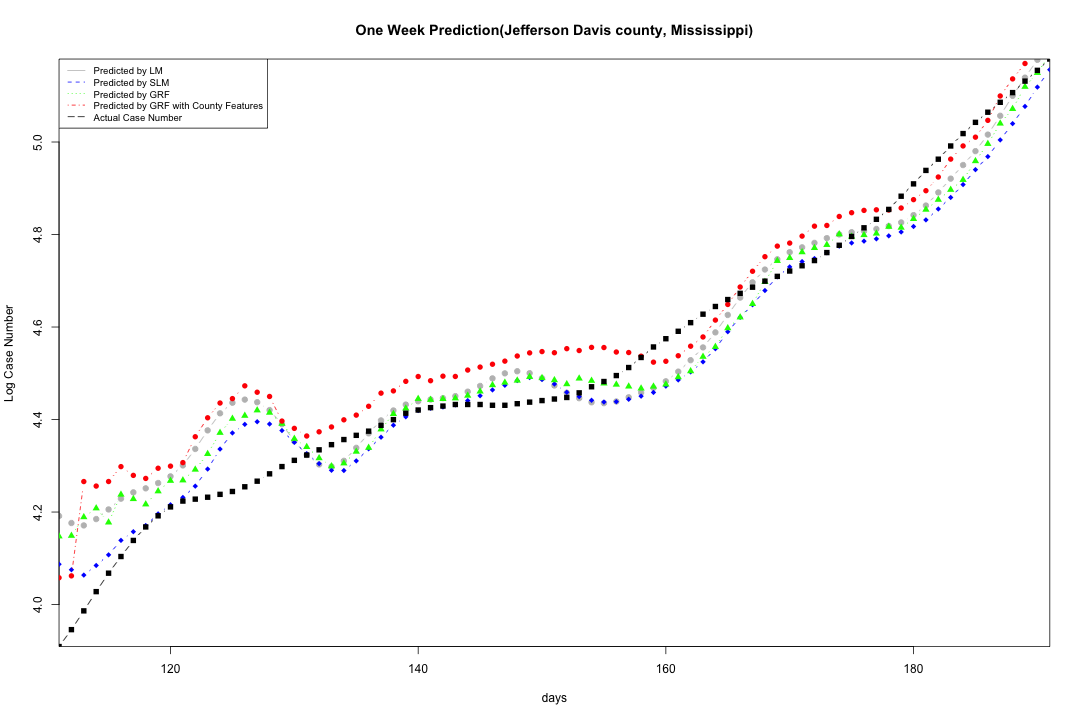 One Week Prediction(Jefferson Davis county, Mississippi)
Predicted by LM
Predicted by SLM
Predicted by GRF
Predicted by GRF with County Features
Actual Case Number
Log Case Number
5.0
4.8
4.6
4.4
4.2
4.0
120 140 160 180
days